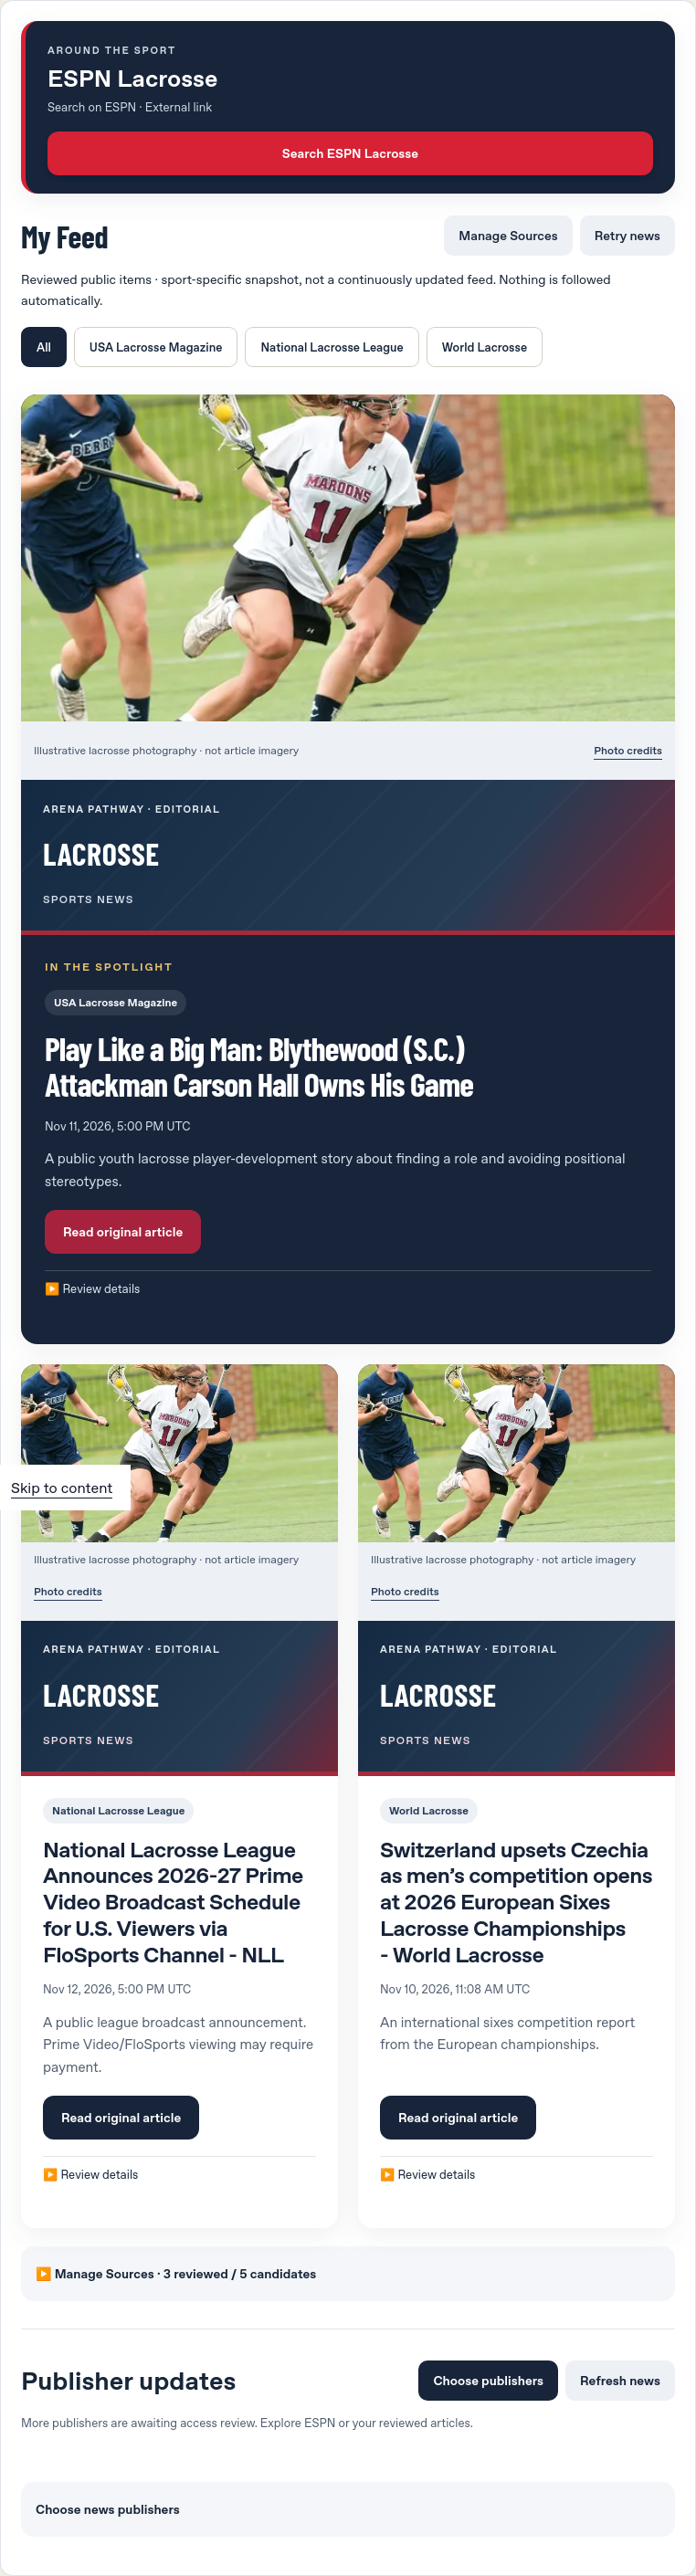 AROUND THE SPORT
ESPN Lacrosse
Search on ESPN · External link
Search ESPN Lacrosse
My Feed
Manage Sources
Retry news
Reviewed public items · sport-specific snapshot, not a continuously updated feed. Nothing is followed
automatically.
All
USA Lacrosse Magazine
National Lacrosse League
World Lacrosse
BERR
MAROONS
11
Illustrative lacrosse photography · not article imagery
Photo credits
ARENA PATHWAY · EDITORIAL
LACROSSE
SPORTS NEWS
IN THE SPOTLIGHT
USA Lacrosse Magazine
Play Like a Big Man: Blythewood (S.C.)
Attackman Carson Hall Owns His Game
Nov 11, 2026, 5:00 PM UTC
A public youth lacrosse player-development story about finding a role and avoiding positional
stereotypes.
Read original article
Review details
MAROONS
11
Skip to content
Illustrative lacrosse photography · not article imagery
Photo credits
ARENA PATHWAY · EDITORIAL
LACROSSE
SPORTS NEWS
National Lacrosse League
National Lacrosse League
Announces 2026-27 Prime
Video Broadcast Schedule
for U.S. Viewers via
FloSports Channel - NLL
Nov 12, 2026, 5:00 PM UTC
A public league broadcast announcement.
Prime Video/FloSports viewing may require
payment.
Read original article
Review details
MAROONS
11
Illustrative lacrosse photography · not article imagery
Photo credits
ARENA PATHWAY · EDITORIAL
LACROSSE
SPORTS NEWS
World Lacrosse
Switzerland upsets Czechia
as men’s competition opens
at 2026 European Sixes
Lacrosse Championships
- World Lacrosse
Nov 10, 2026, 11:08 AM UTC
An international sixes competition report
from the European championships.
Read original article
Review details
Manage Sources · 3 reviewed / 5 candidates
Publisher updates
Choose publishers
Refresh news
More publishers are awaiting access review. Explore ESPN or your reviewed articles.
Choose news publishers